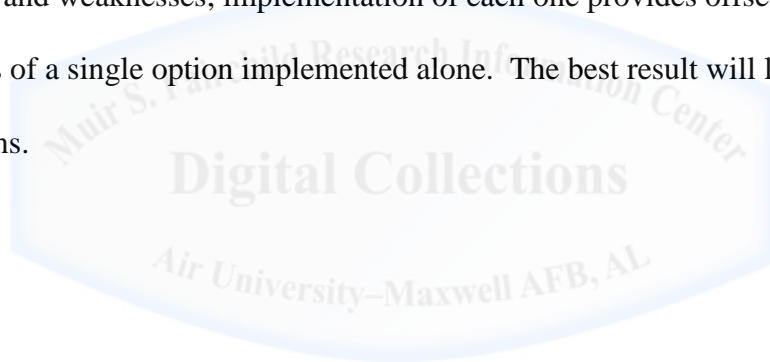 and weaknesses, implementation of each one provides offse
of a single option implemented alone. The best result will l
ns.
Muir S. Fairchild Research Information Center
Digital Collections
Air University–Maxwell AFB, AL